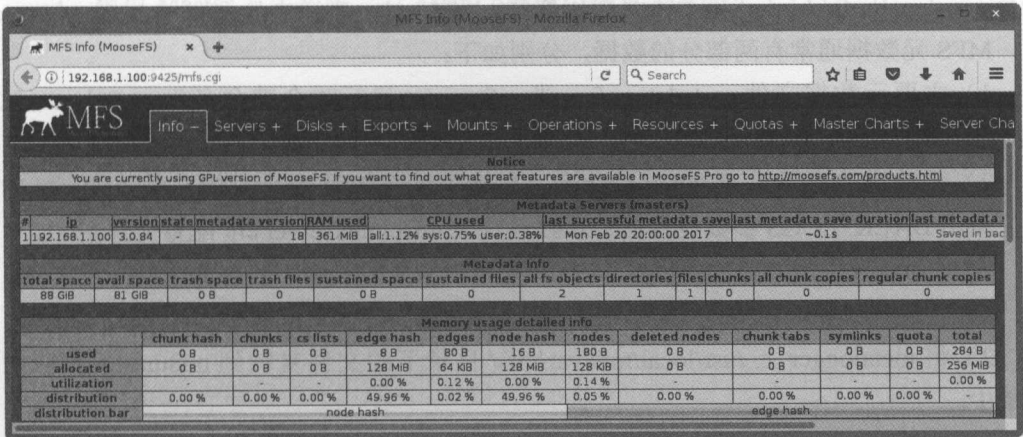 MFS Info (MooseFS) - Mozilla Firefox
MFS Info (MooseFS)
192.168.1.100:9425/mfs.cgi
Search
MFS
Info – Servers + Disks + Exports + Mounts + Operations + Resources + Quotas + Master Charts + Server Cha
Notice
You are currently using GPL version of MooseFS. If you want to find out what great features are available in MooseFS Pro go to http://moosefs.com/products.html
Metadata Servers (masters)
# ip version state metadata version RAM used CPU used last successful metadata save last metadata save duration last metadata s
1 192.168.1.100 3.0.84 - 18 361 MiB all:1.12% sys:0.75% user:0.38% Mon Feb 20 20:00:00 2017 ~0.1s Saved in bac
Metadata Info
total space avail space trash space trash files sustained space sustained files all fs objects directories files chunks all chunk copies regular chunk copies
88 GiB 81 GiB 0 B 0 0 B 0 2 1 1 0 0 0
Memory usage detailed info
chunk hash chunks cs lists edge hash edges node hash nodes deleted nodes chunk tabs symlinks quota total
used 0 B 0 B 0 B 8 B 80 B 16 B 180 B 0 B 0 B 0 B 0 B 284 B
allocated 0 B 0 B 0 B 128 MiB 64 KiB 128 MiB 128 KiB 0 B 0 B 0 B 0 B 256 MiB
utilization - - - 0.00 % 0.12 % 0.00 % 0.14 % - - - - 0.00 %
distribution 0.00 % 0.00 % 0.00 % 49.96 % 0.02 % 49.96 % 0.05 % 0.00 % 0.00 % 0.00 % 0.00 % -
distribution bar node hash edge hash